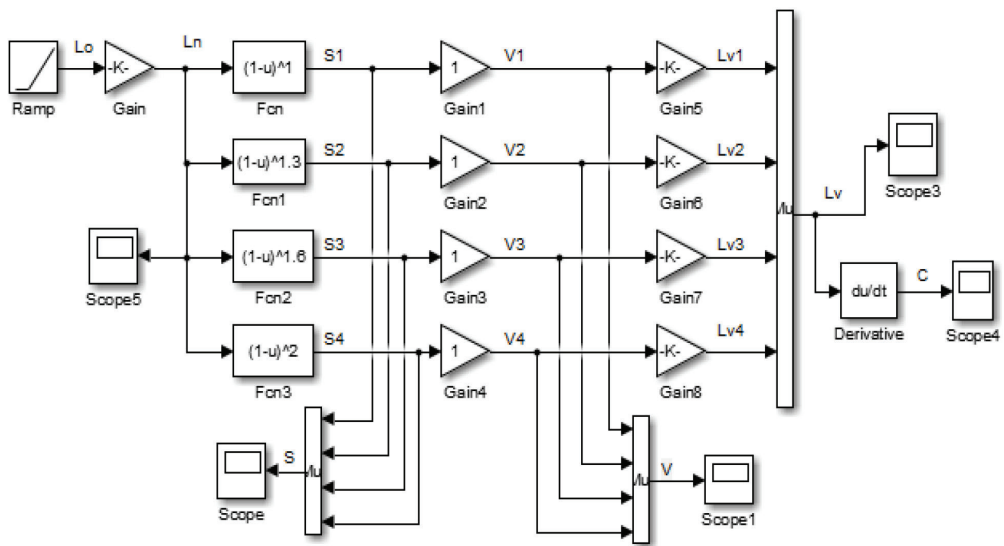 Lo
Ln
S1
V1
Lv1
-K-
(1-u)^1
1
-K-
Ramp
Gain
Fcn
Gain1
Gain5
S2
V2
Lv2
(1-u)^1.3
1
-K-
Fcn1
Gain2
Gain6
Scope3
Lv
S3
V3
Lv3
(1-u)^1.6
1
-K-
Scope5
Fcn2
Gain3
Gain7
du/dt
C
Derivative
Scope4
S4
V4
Lv4
(1-u)^2
1
-K-
Fcn3
Gain4
Gain8
S
Scope
V
Scope1